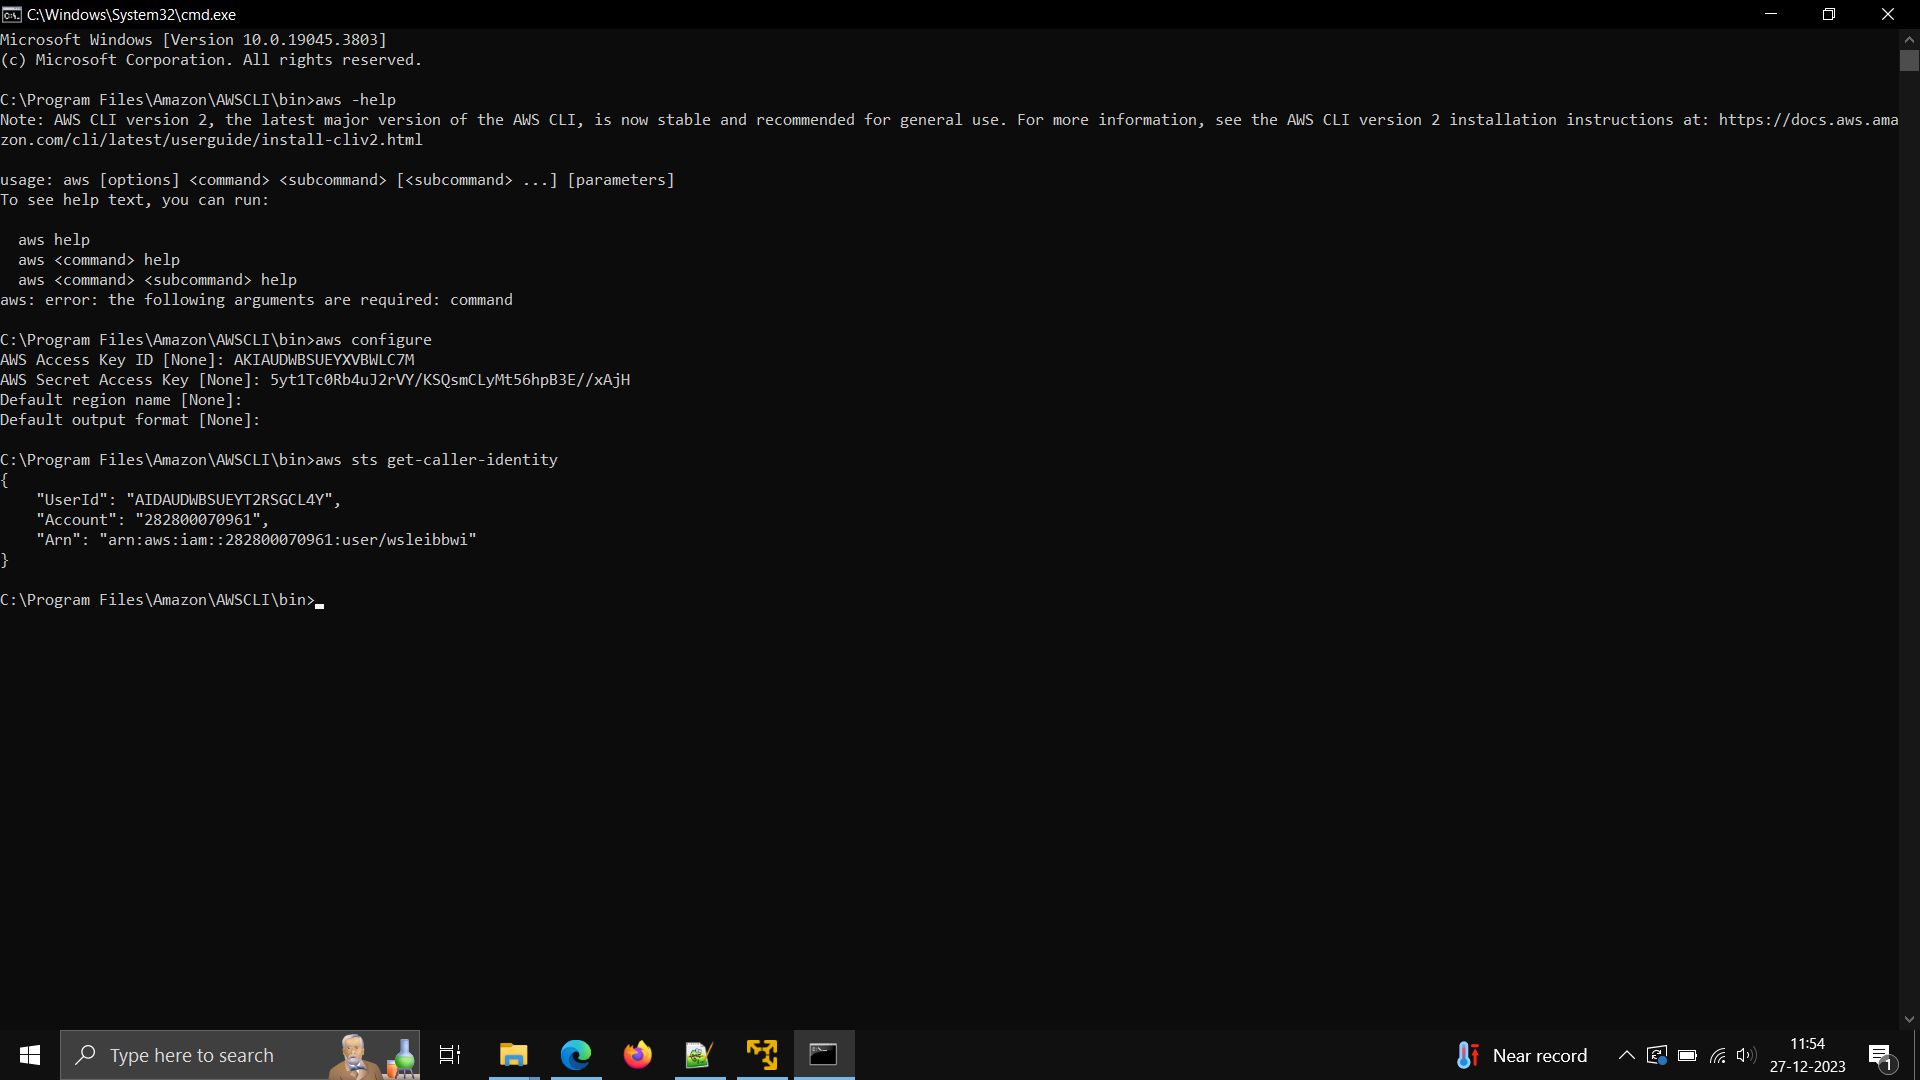 C:\Windows\System32\cmd.exe
Microsoft Windows [Version 10.0.19045.3803]
(c) Microsoft Corporation. All rights reserved.
C:\Program Files\Amazon\AWSCLI\bin>aws -help
Note: AWS CLI version 2, the latest major version of the AWS CLI, is now stable and recommended for general use. For more information, see the AWS CLI version 2 installation instructions at: https://docs.aws.ama
zon.com/cli/latest/userguide/install-cliv2.html
usage: aws [options] <command> <subcommand> [<subcommand> ...] [parameters]
To see help text, you can run:
aws help
aws <command> help
aws <command> <subcommand> help
aws: error: the following arguments are required: command
C:\Program Files\Amazon\AWSCLI\bin>aws configure
AWS Access Key ID [None]: AKIAUDWBSUEYXVBWLC7M
AWS Secret Access Key [None]: 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
Default region name [None]:
Default output format [None]:
C:\Program Files\Amazon\AWSCLI\bin>aws sts get-caller-identity
{
"UserId": "AIDAUDWBSUEYT2RSGCL4Y",
"Account": "282800070961",
"Arn": "arn:aws:iam::282800070961:user/wsleibbwi"
}
C:\Program Files\Amazon\AWSCLI\bin>
Type here to search
Near record
11:54
27-12-2023
1